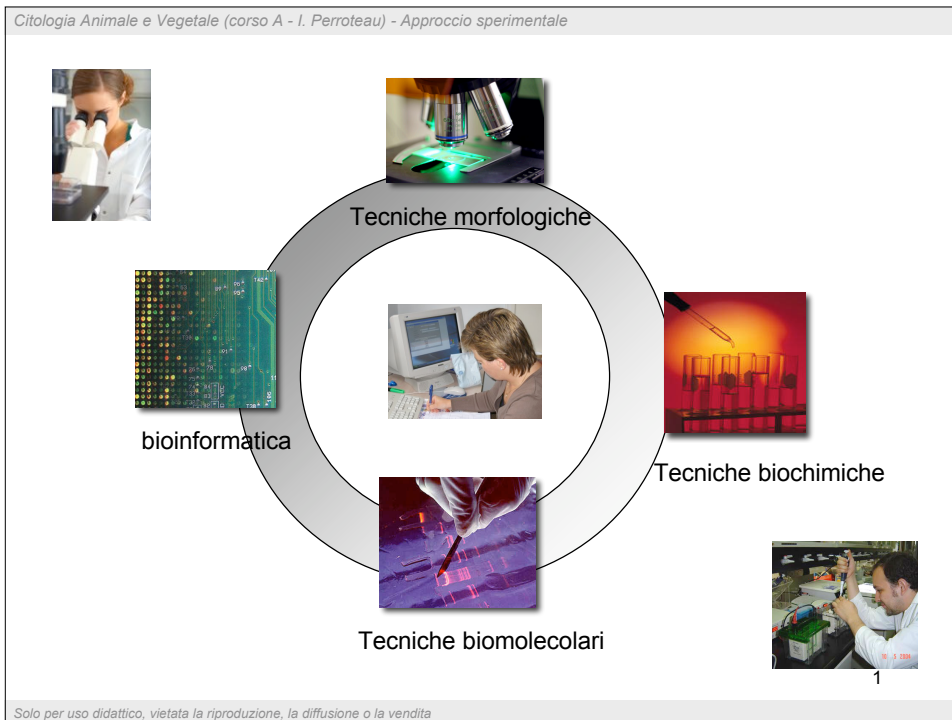 Citologia Animale e Vegetale (corso A - I. Perroteau) - Approccio sperimentale
Tecniche morfologiche
bioinformatica
Tecniche biochimiche
Tecniche biomolecolari
1
Solo per uso didattico, vietata la riproduzione, la diffusione o la vendita